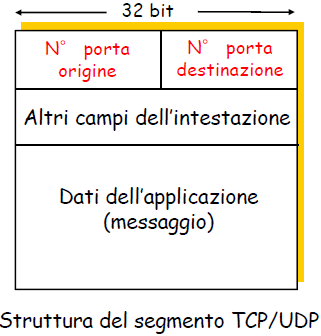 32 bit
N° porta origine
N° porta destinazione
Altri campi dell'intestazione
Dati dell'applicazione
(messaggio)
Struttura del segmento TCP/UDP